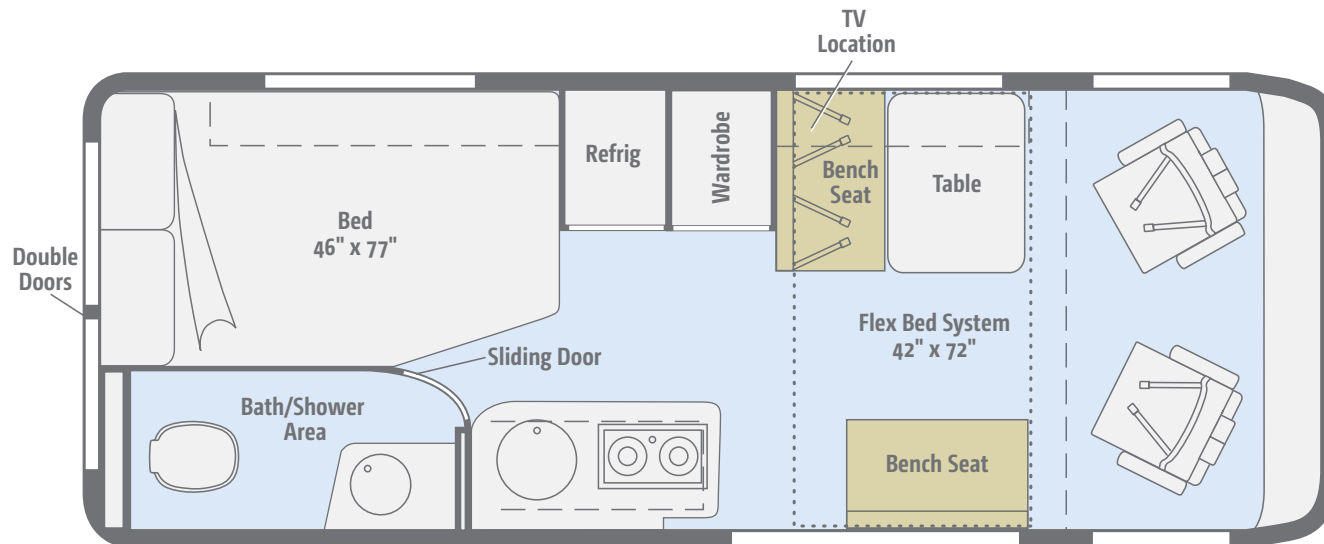 TV
Location
Refrig
Wardrobe
Bench
Seat
Table
Bed
46" x 77"
Double
Doors
Flex Bed System
42" x 72"
Sliding Door
Bath/Shower
Area
Bench Seat